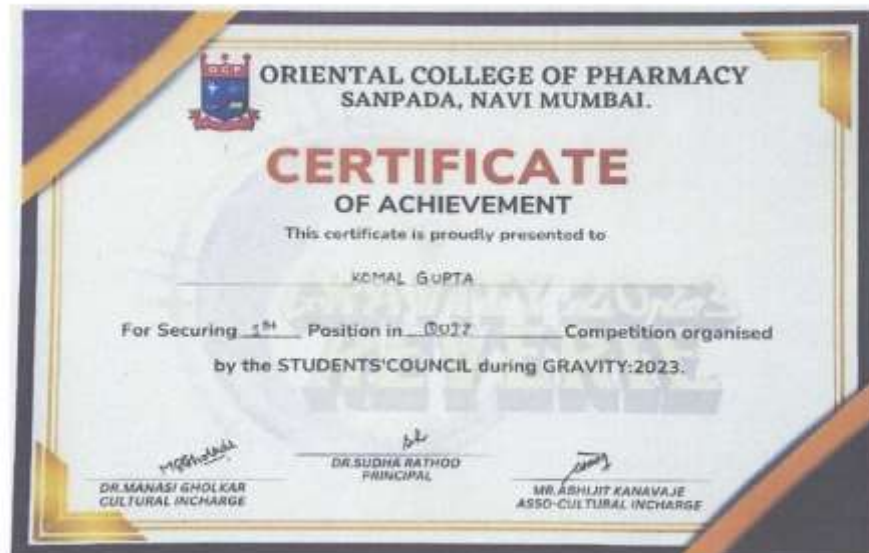 ORIENTAL COLLEGE OF PHARMACY
SANPADA, NAVI MUMBAI.
CERTIFICATE
OF ACHIEVEMENT
This certificate is proudly presented to
KOMAL GUPTA
For Securing 1st Position in QUIZ Competition organised
by the STUDENTS'COUNCIL during GRAVITY:2023.
DR.MANASI GHOLKAR
CULTURAL INCHARGE
DR.SUDHA RATHOD
PRINCIPAL
MR.ABHIJIT KANAVAJE
ASSO-CULTURAL INCHARGE